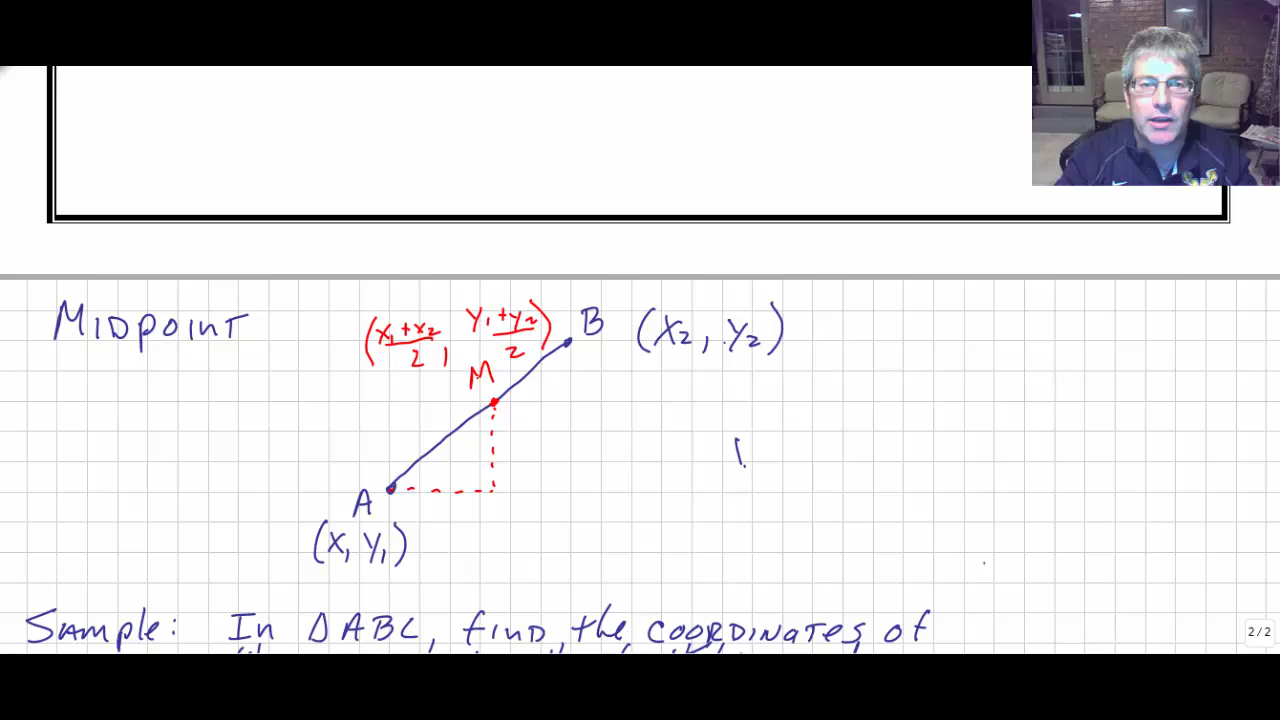 MIDPOINT
(x₁+x₂/2, y₁+y₂/2)
B (X₂, Y₂)
M
A
(X, Y₁)
Sample: In ΔABC, find the coordinates of
2/2